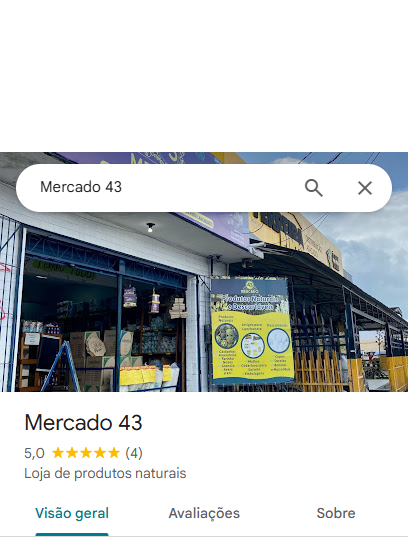 Mercado 43
MERCADO
Produtos Naturais
e Descartáveis
Mercado 43
5,0 (4)
Loja de produtos naturais
Visão geral
Avaliações
Sobre